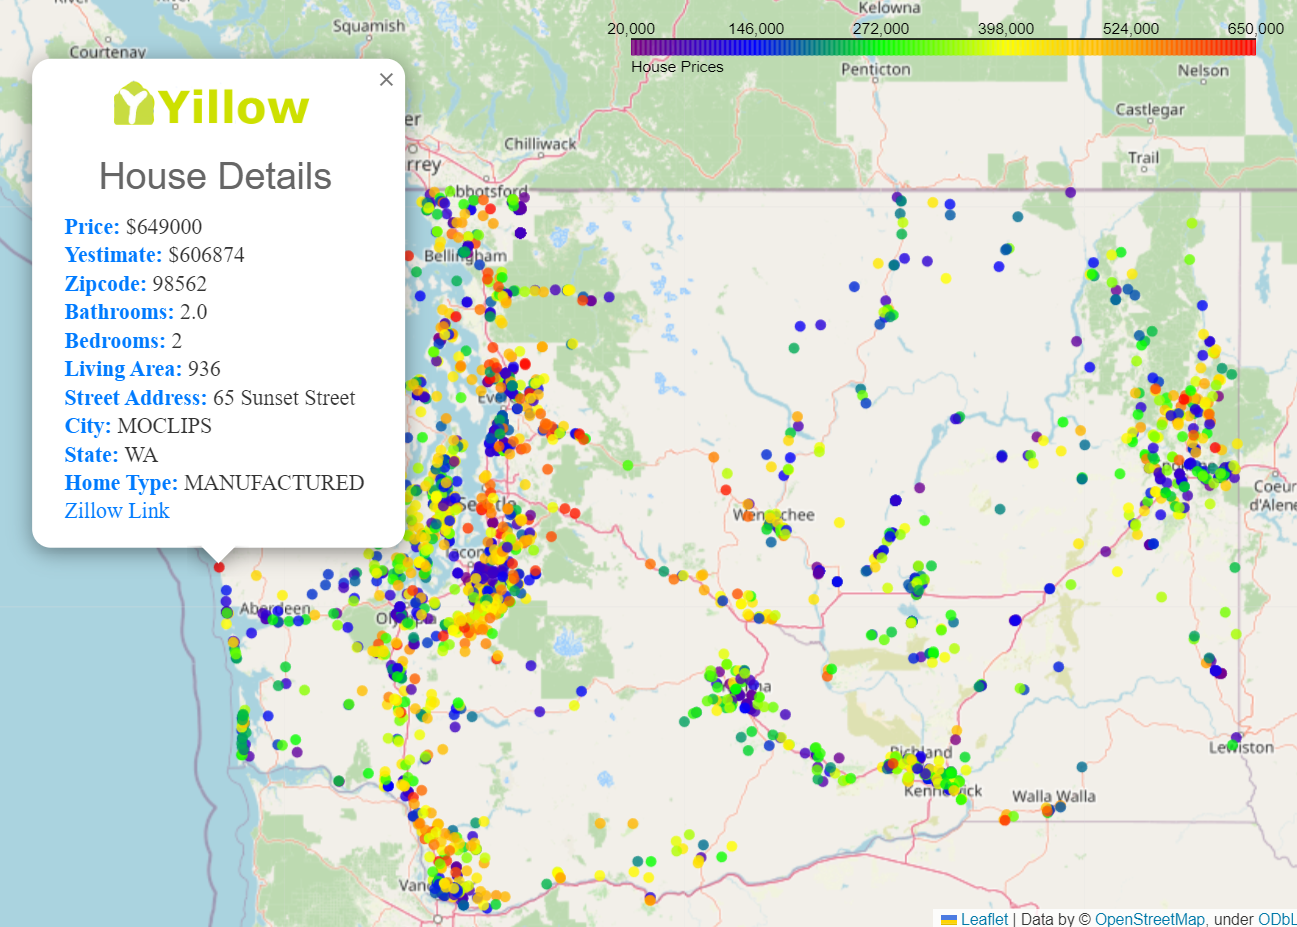 Kelowna
Squamish
Courtenay
20,000 146,000 272,000 398,000 524,000 650,000
House Prices
Penticton
Nelson
Castlegar
Chilliwack
Trail
Abbotsford
Bellingham
×
Yillow
House Details
Price: $649000
Yestimate: $606874
Zipcode: 98562
Bathrooms: 2.0
Bedrooms: 2
Living Area: 936
Street Address: 65 Sunset Street
City: MOCLIPS
State: WA
Home Type: MANUFACTURED
Zillow Link
Seattle
Coeur
d'Alene
Wenatchee
Aberdeen
Richland
Kennewick
Lewiston
Walla Walla
Leaflet | Data by © OpenStreetMap, under ODbL